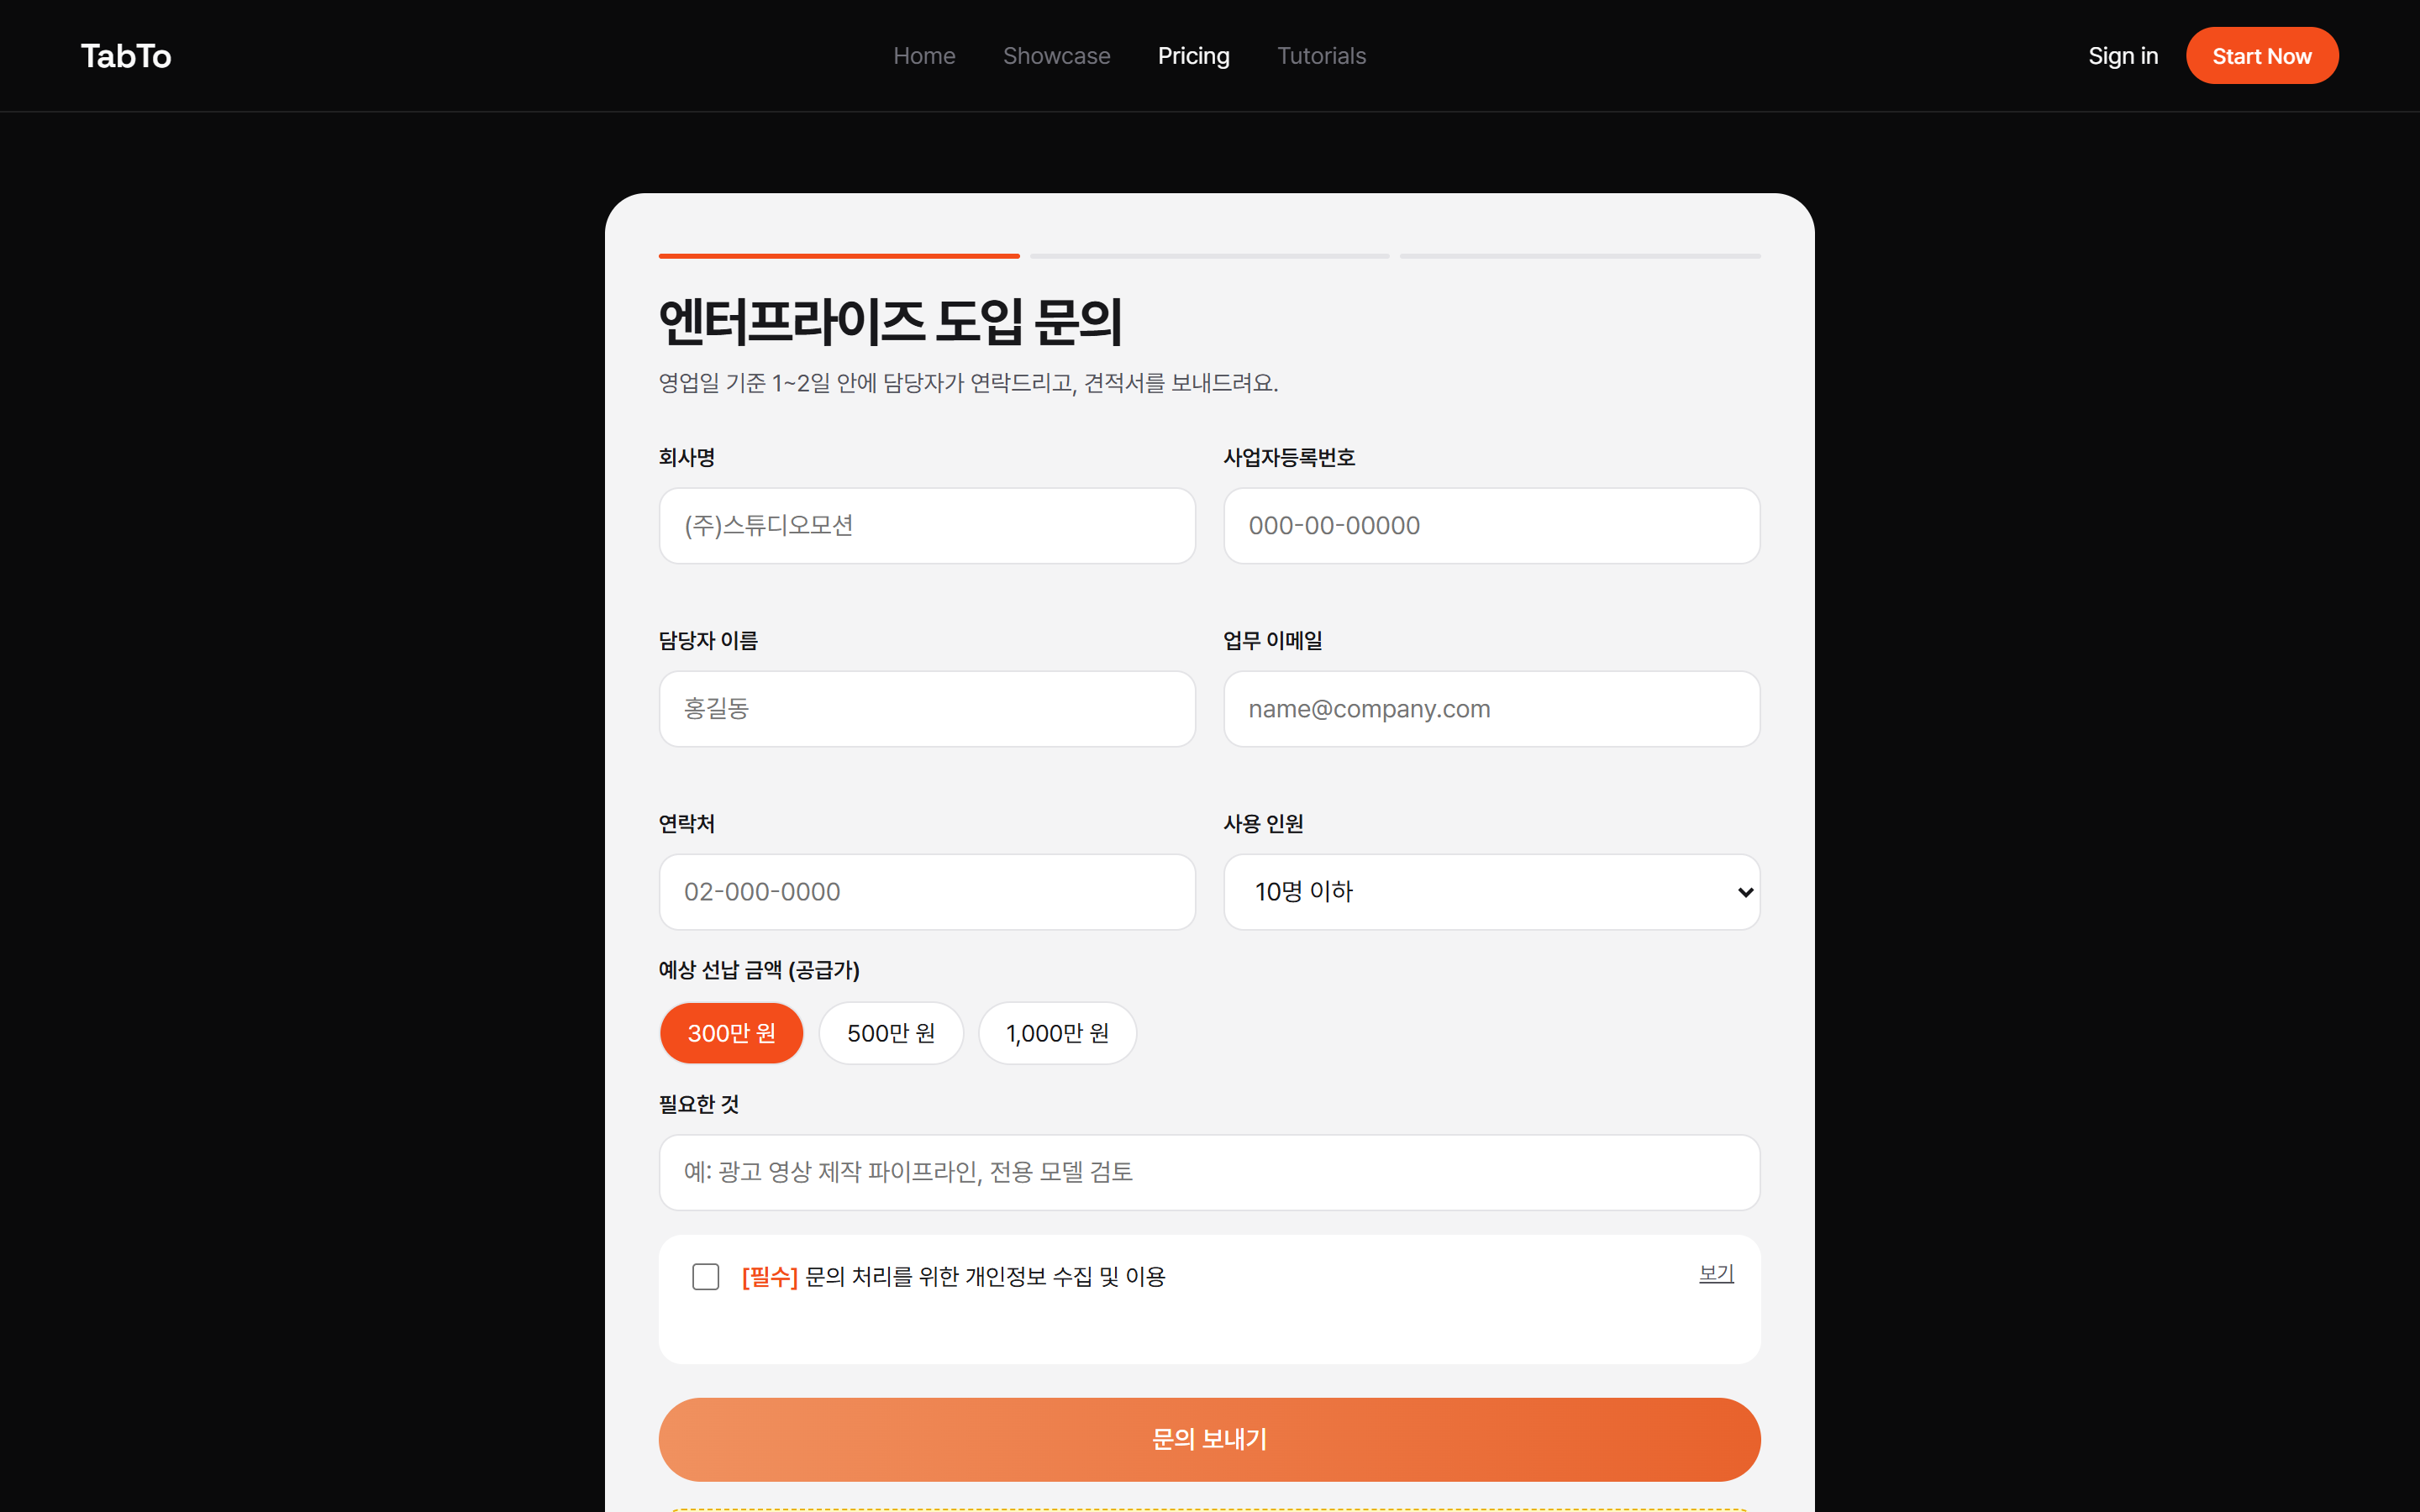 TabTo
Home Showcase Pricing Tutorials
Sign in
Start Now
엔터프라이즈 도입 문의
영업일 기준 1~2일 안에 담당자가 연락드리고, 견적서를 보내드려요.
회사명
사업자등록번호
(주)스튜디오모션
000-00-00000
담당자 이름
업무 이메일
홍길동
name@company.com
연락처
사용 인원
02-000-0000
10명 이하
예상 선납 금액 (공급가)
300만 원
500만 원
1,000만 원
필요한 것
예: 광고 영상 제작 파이프라인, 전용 모델 검토
[필수] 문의 처리를 위한 개인정보 수집 및 이용
보기
문의 보내기